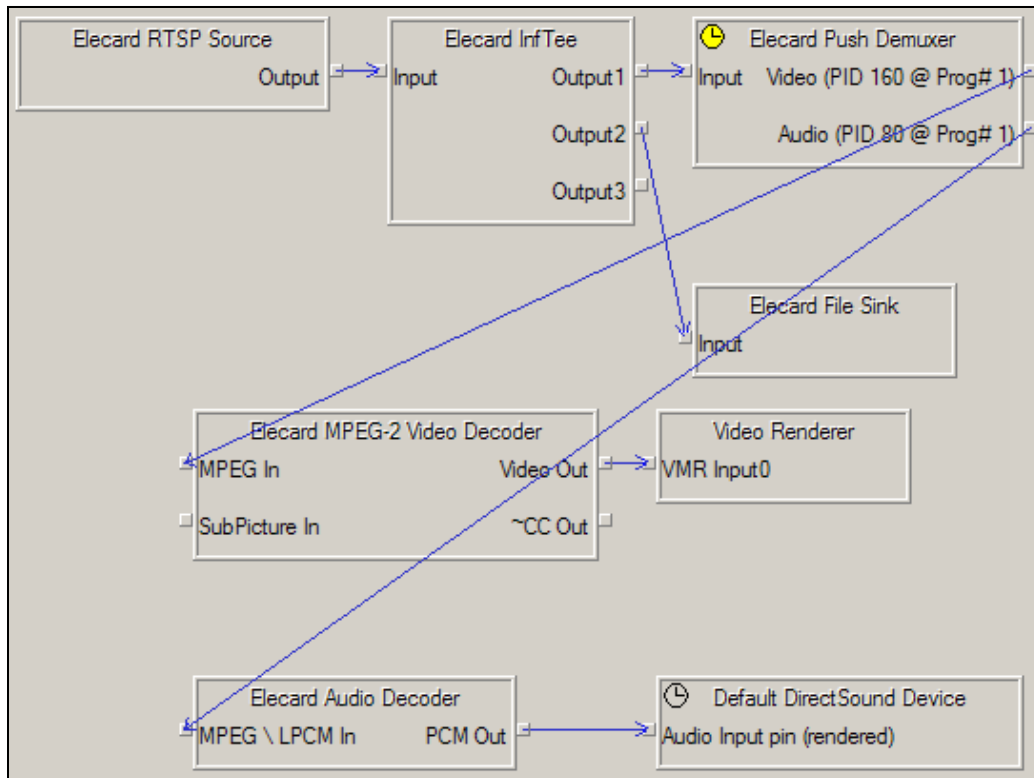 Elecard RTSP Source
Output
Elecard InfTee
Input
Output1
Output2
Output3
Elecard Push Demuxer
Input
Video (PID 160 @ Prog# 1)
Audio (PID 80 @ Prog# 1)
Elecard File Sink
Input
Elecard MPEG-2 Video Decoder
MPEG In
Video Out
SubPicture In
~CC Out
Video Renderer
VMR Input0
Elecard Audio Decoder
MPEG \ LPCM In
PCM Out
Default DirectSound Device
Audio Input pin (rendered)